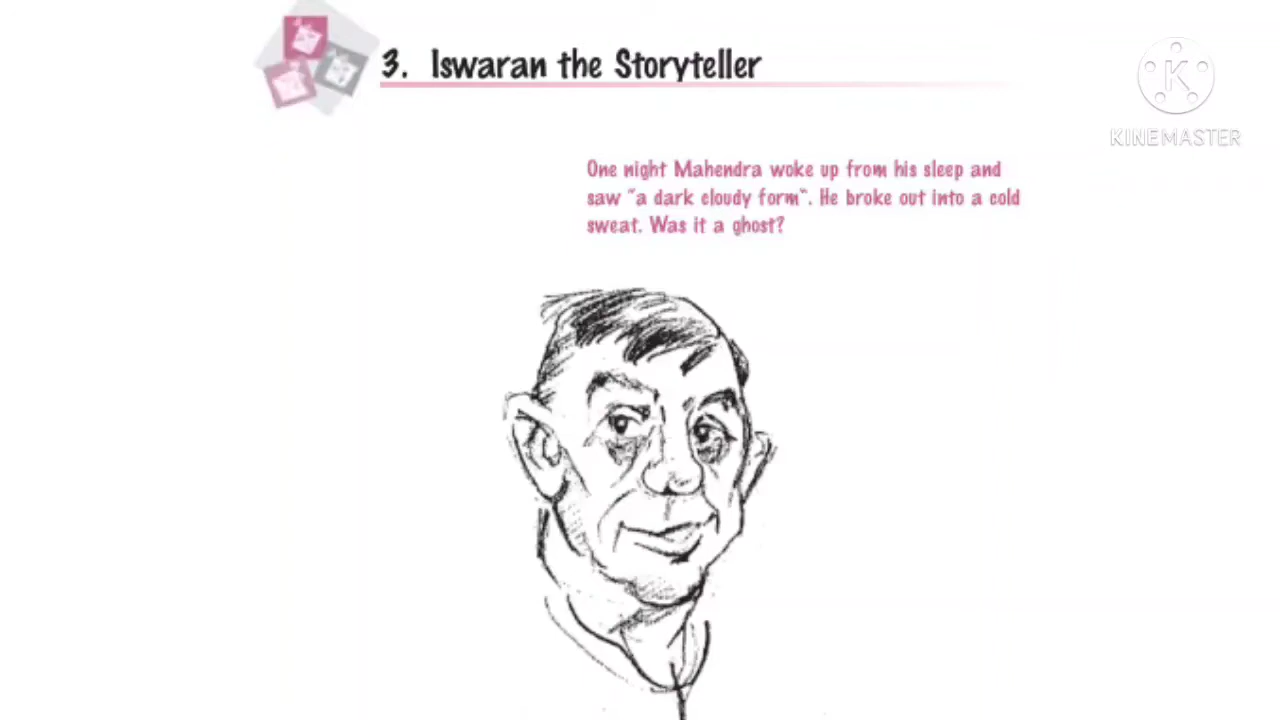 3. Iswaran the Storyteller
KINEMASTER
One night Mahendra woke up from his sleep and
saw "a dark cloudy form". He broke out into a cold
sweat. Was it a ghost?